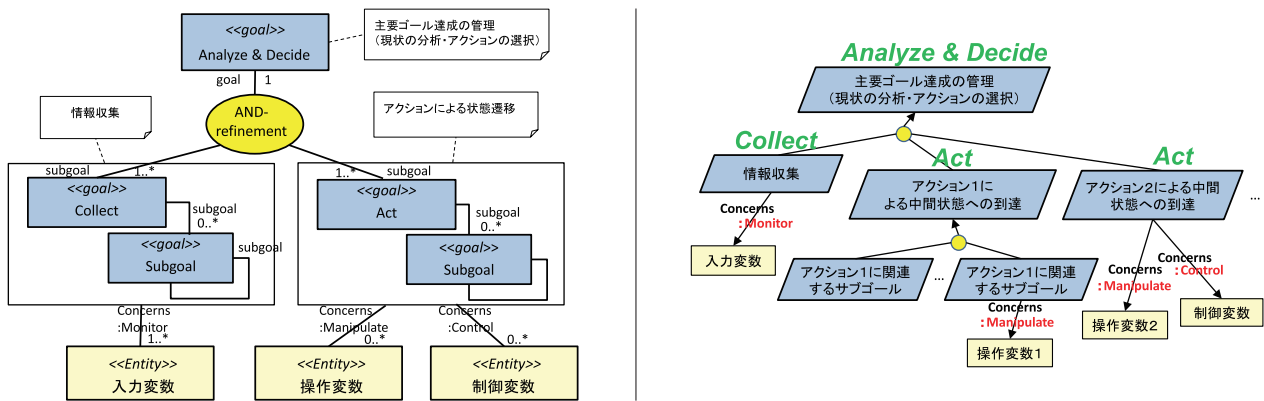 <<goal>>
Analyze & Decide
主要ゴール達成の管理
（現状の分析・アクションの選択）
goal
1
AND-
refinement
情報収集
アクションによる状態遷移
subgoal
1..*
<<goal>>
Collect
subgoal
0..*
<<goal>>
Subgoal
subgoal
1..*
subgoal
<<goal>>
Act
subgoal
0..*
<<goal>>
Subgoal
Concerns
:Monitor
1..*
Concerns
:Manipulate
0..*
Concerns
:Control
0..*
<<Entity>>
入力変数
<<Entity>>
操作変数
<<Entity>>
制御変数
Analyze & Decide
主要ゴール達成の管理
（現状の分析・アクションの選択）
Collect
情報収集
Concerns
:Monitor
入力変数
Act
アクション１に
よる中間状態への到達
Act
アクション２による中間
状態への到達
...
アクション１に関連
するサブゴール
...
アクション１に関連
するサブゴール
Concerns
:Manipulate
操作変数１
Concerns
:Manipulate
操作変数２
Concerns
:Control
制御変数